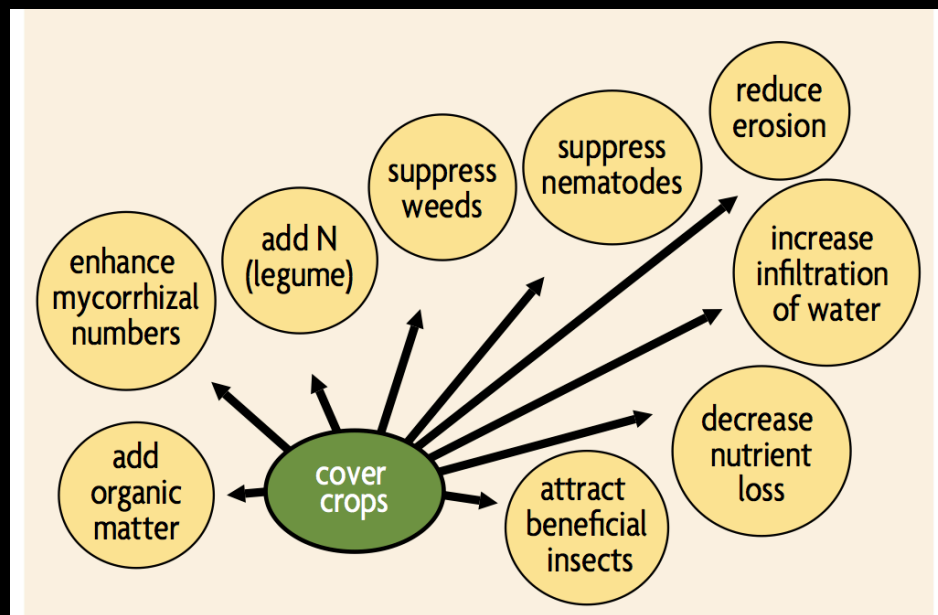 reduce
erosion
suppress
nematodes
suppress
weeds
add N
(legume)
enhance
mycorrhizal
numbers
increase
infiltration
of water
decrease
nutrient
loss
add
organic
matter
cover
crops
attract
beneficial
insects